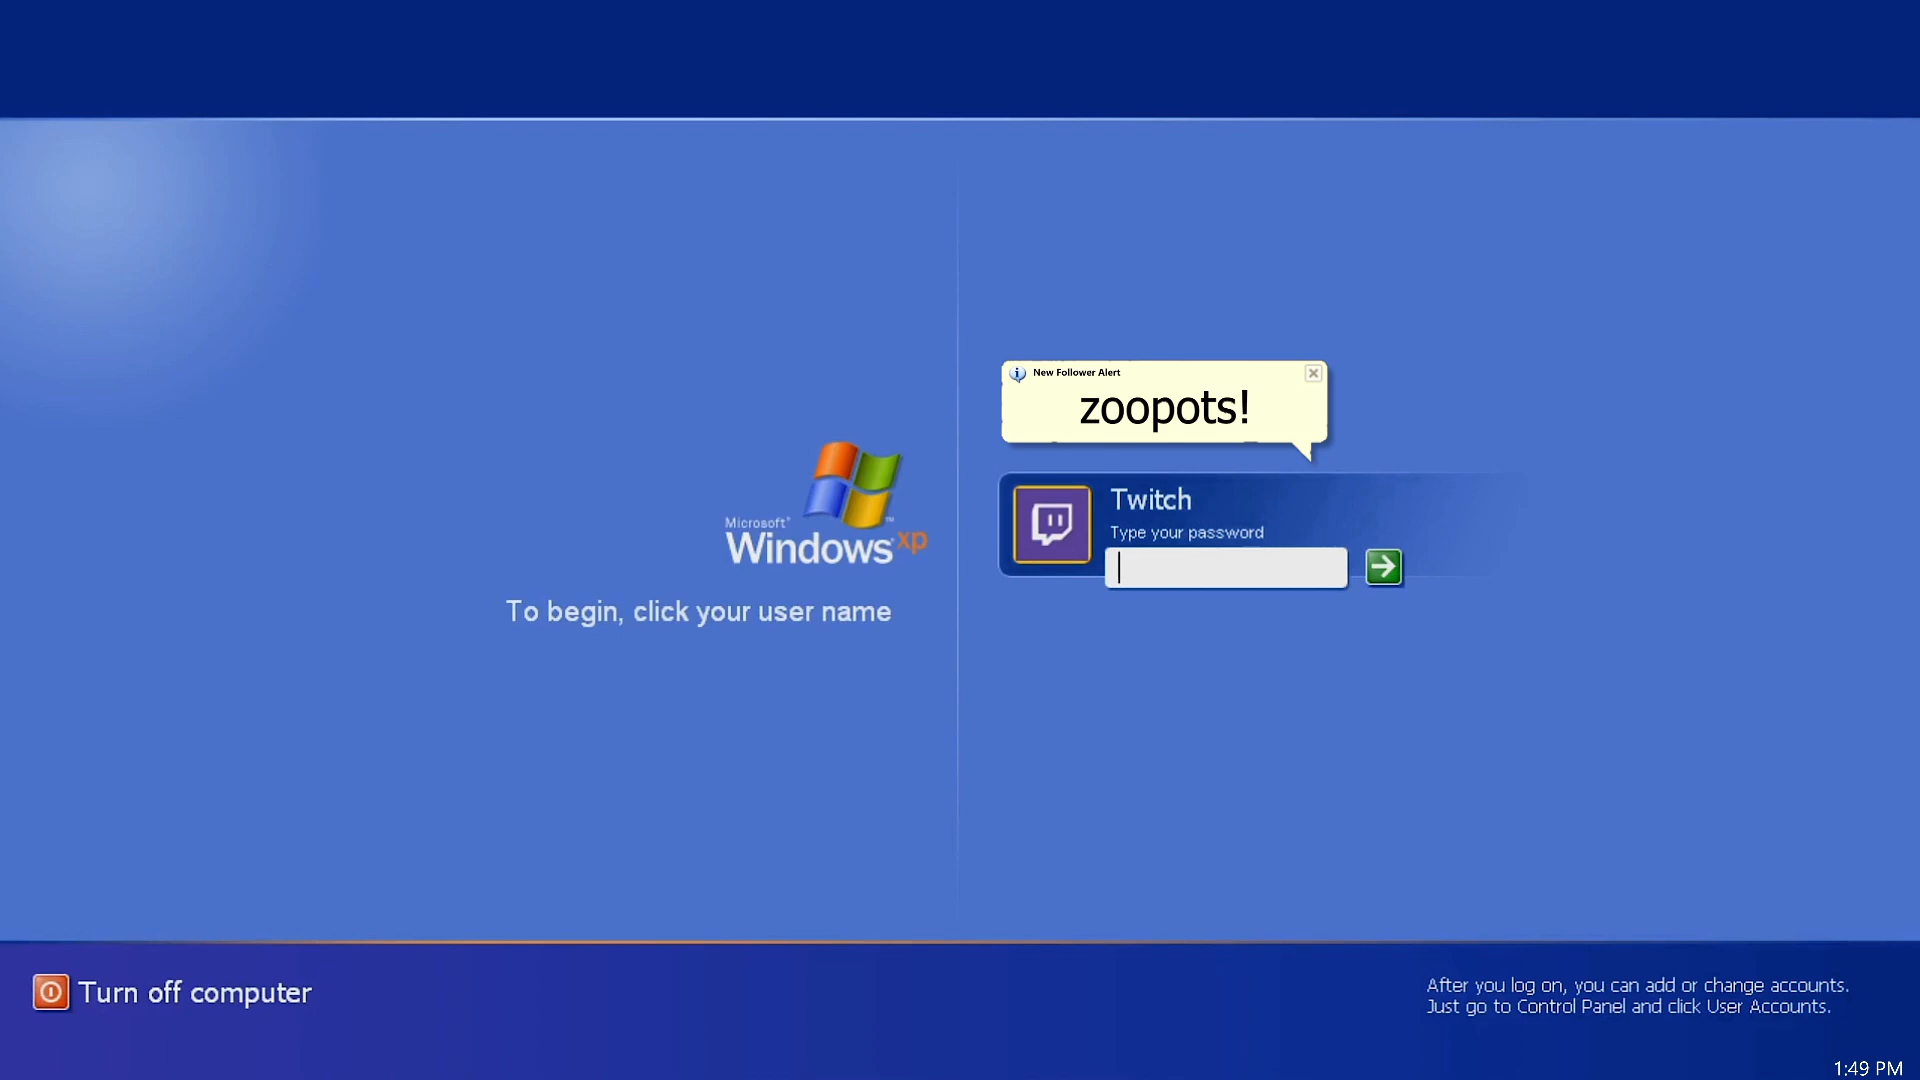 New Follower Alert
zoopots!
Microsoft®
Windows® xp™
To begin, click your user name
Twitch
Type your password
Turn off computer
After you log on, you can add or change accounts.
Just go to Control Panel and click User Accounts.
1:49 PM